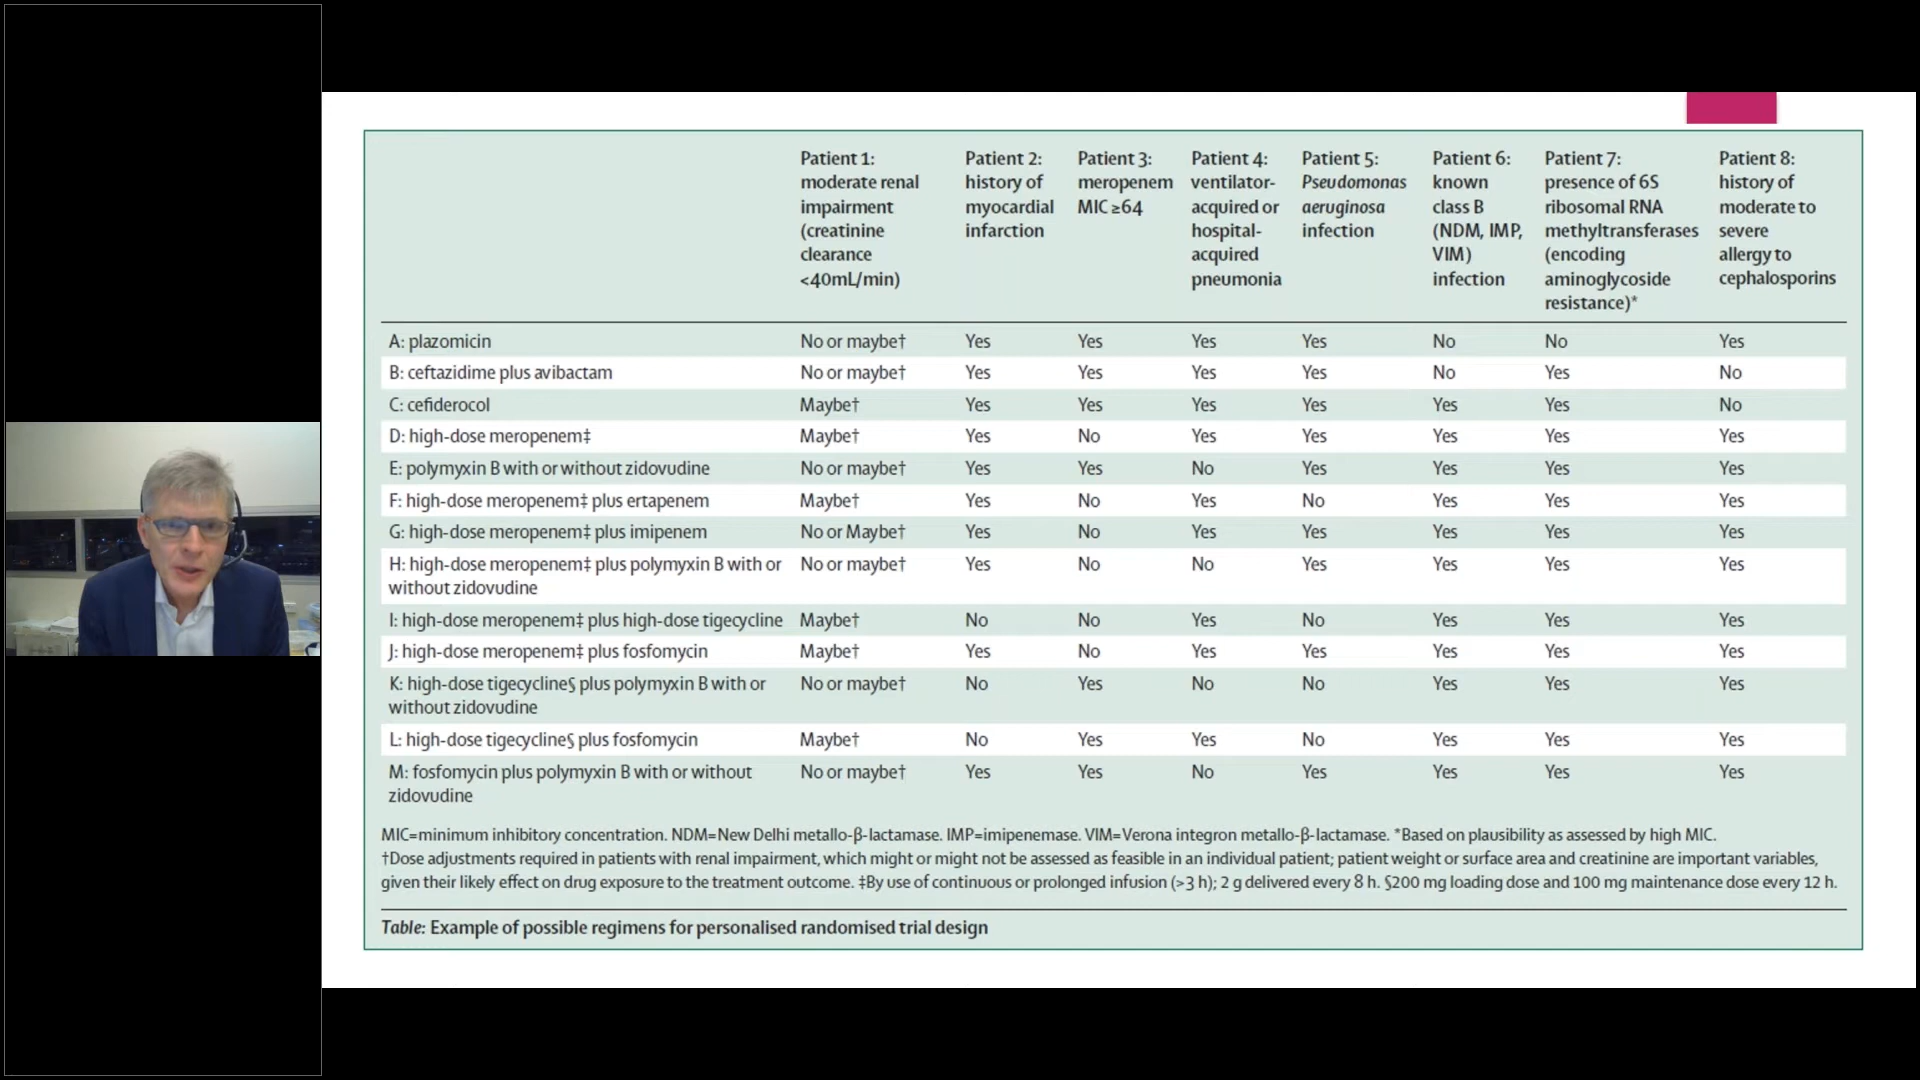 Patient 1: moderate renal impairment (creatinine clearance <40mL/min)
Patient 2: history of myocardial infarction
Patient 3: meropenem MIC ≥64
Patient 4: ventilator-acquired or hospital-acquired pneumonia
Patient 5: Pseudomonas aeruginosa infection
Patient 6: known class B (NDM, IMP, VIM) infection
Patient 7: presence of 6S ribosomal RNA methyltransferases (encoding aminoglycoside resistance)*
Patient 8: history of moderate to severe allergy to cephalosporins
A: plazomicin No or maybe† Yes Yes Yes Yes No No Yes
B: ceftazidime plus avibactam No or maybe† Yes Yes Yes Yes No Yes No
C: cefiderocol Maybe† Yes Yes Yes Yes Yes Yes No
D: high-dose meropenem‡ Maybe† Yes No Yes Yes Yes Yes Yes
E: polymyxin B with or without zidovudine No or maybe† Yes Yes No Yes Yes Yes Yes
F: high-dose meropenem‡ plus ertapenem Maybe† Yes No Yes No Yes Yes Yes
G: high-dose meropenem‡ plus imipenem No or Maybe† Yes No Yes Yes Yes Yes Yes
H: high-dose meropenem‡ plus polymyxin B with or without zidovudine No or maybe† Yes No No Yes Yes Yes Yes
I: high-dose meropenem‡ plus high-dose tigecycline Maybe† No No Yes No Yes Yes Yes
J: high-dose meropenem‡ plus fosfomycin Maybe† Yes No Yes Yes Yes Yes Yes
K: high-dose tigecycline§ plus polymyxin B with or without zidovudine No or maybe† No Yes No No Yes Yes Yes
L: high-dose tigecycline§ plus fosfomycin Maybe† No Yes Yes No Yes Yes Yes
M: fosfomycin plus polymyxin B with or without zidovudine No or maybe† Yes Yes No Yes Yes Yes Yes
MIC=minimum inhibitory concentration. NDM=New Delhi metallo-β-lactamase. IMP=imipenemase. VIM=Verona integron metallo-β-lactamase. *Based on plausibility as assessed by high MIC.
†Dose adjustments required in patients with renal impairment, which might or might not be assessed as feasible in an individual patient; patient weight or surface area and creatinine are important variables,
given their likely effect on drug exposure to the treatment outcome. ‡By use of continuous or prolonged infusion (>3 h); 2 g delivered every 8 h. §200 mg loading dose and 100 mg maintenance dose every 12 h.
Table: Example of possible regimens for personalised randomised trial design